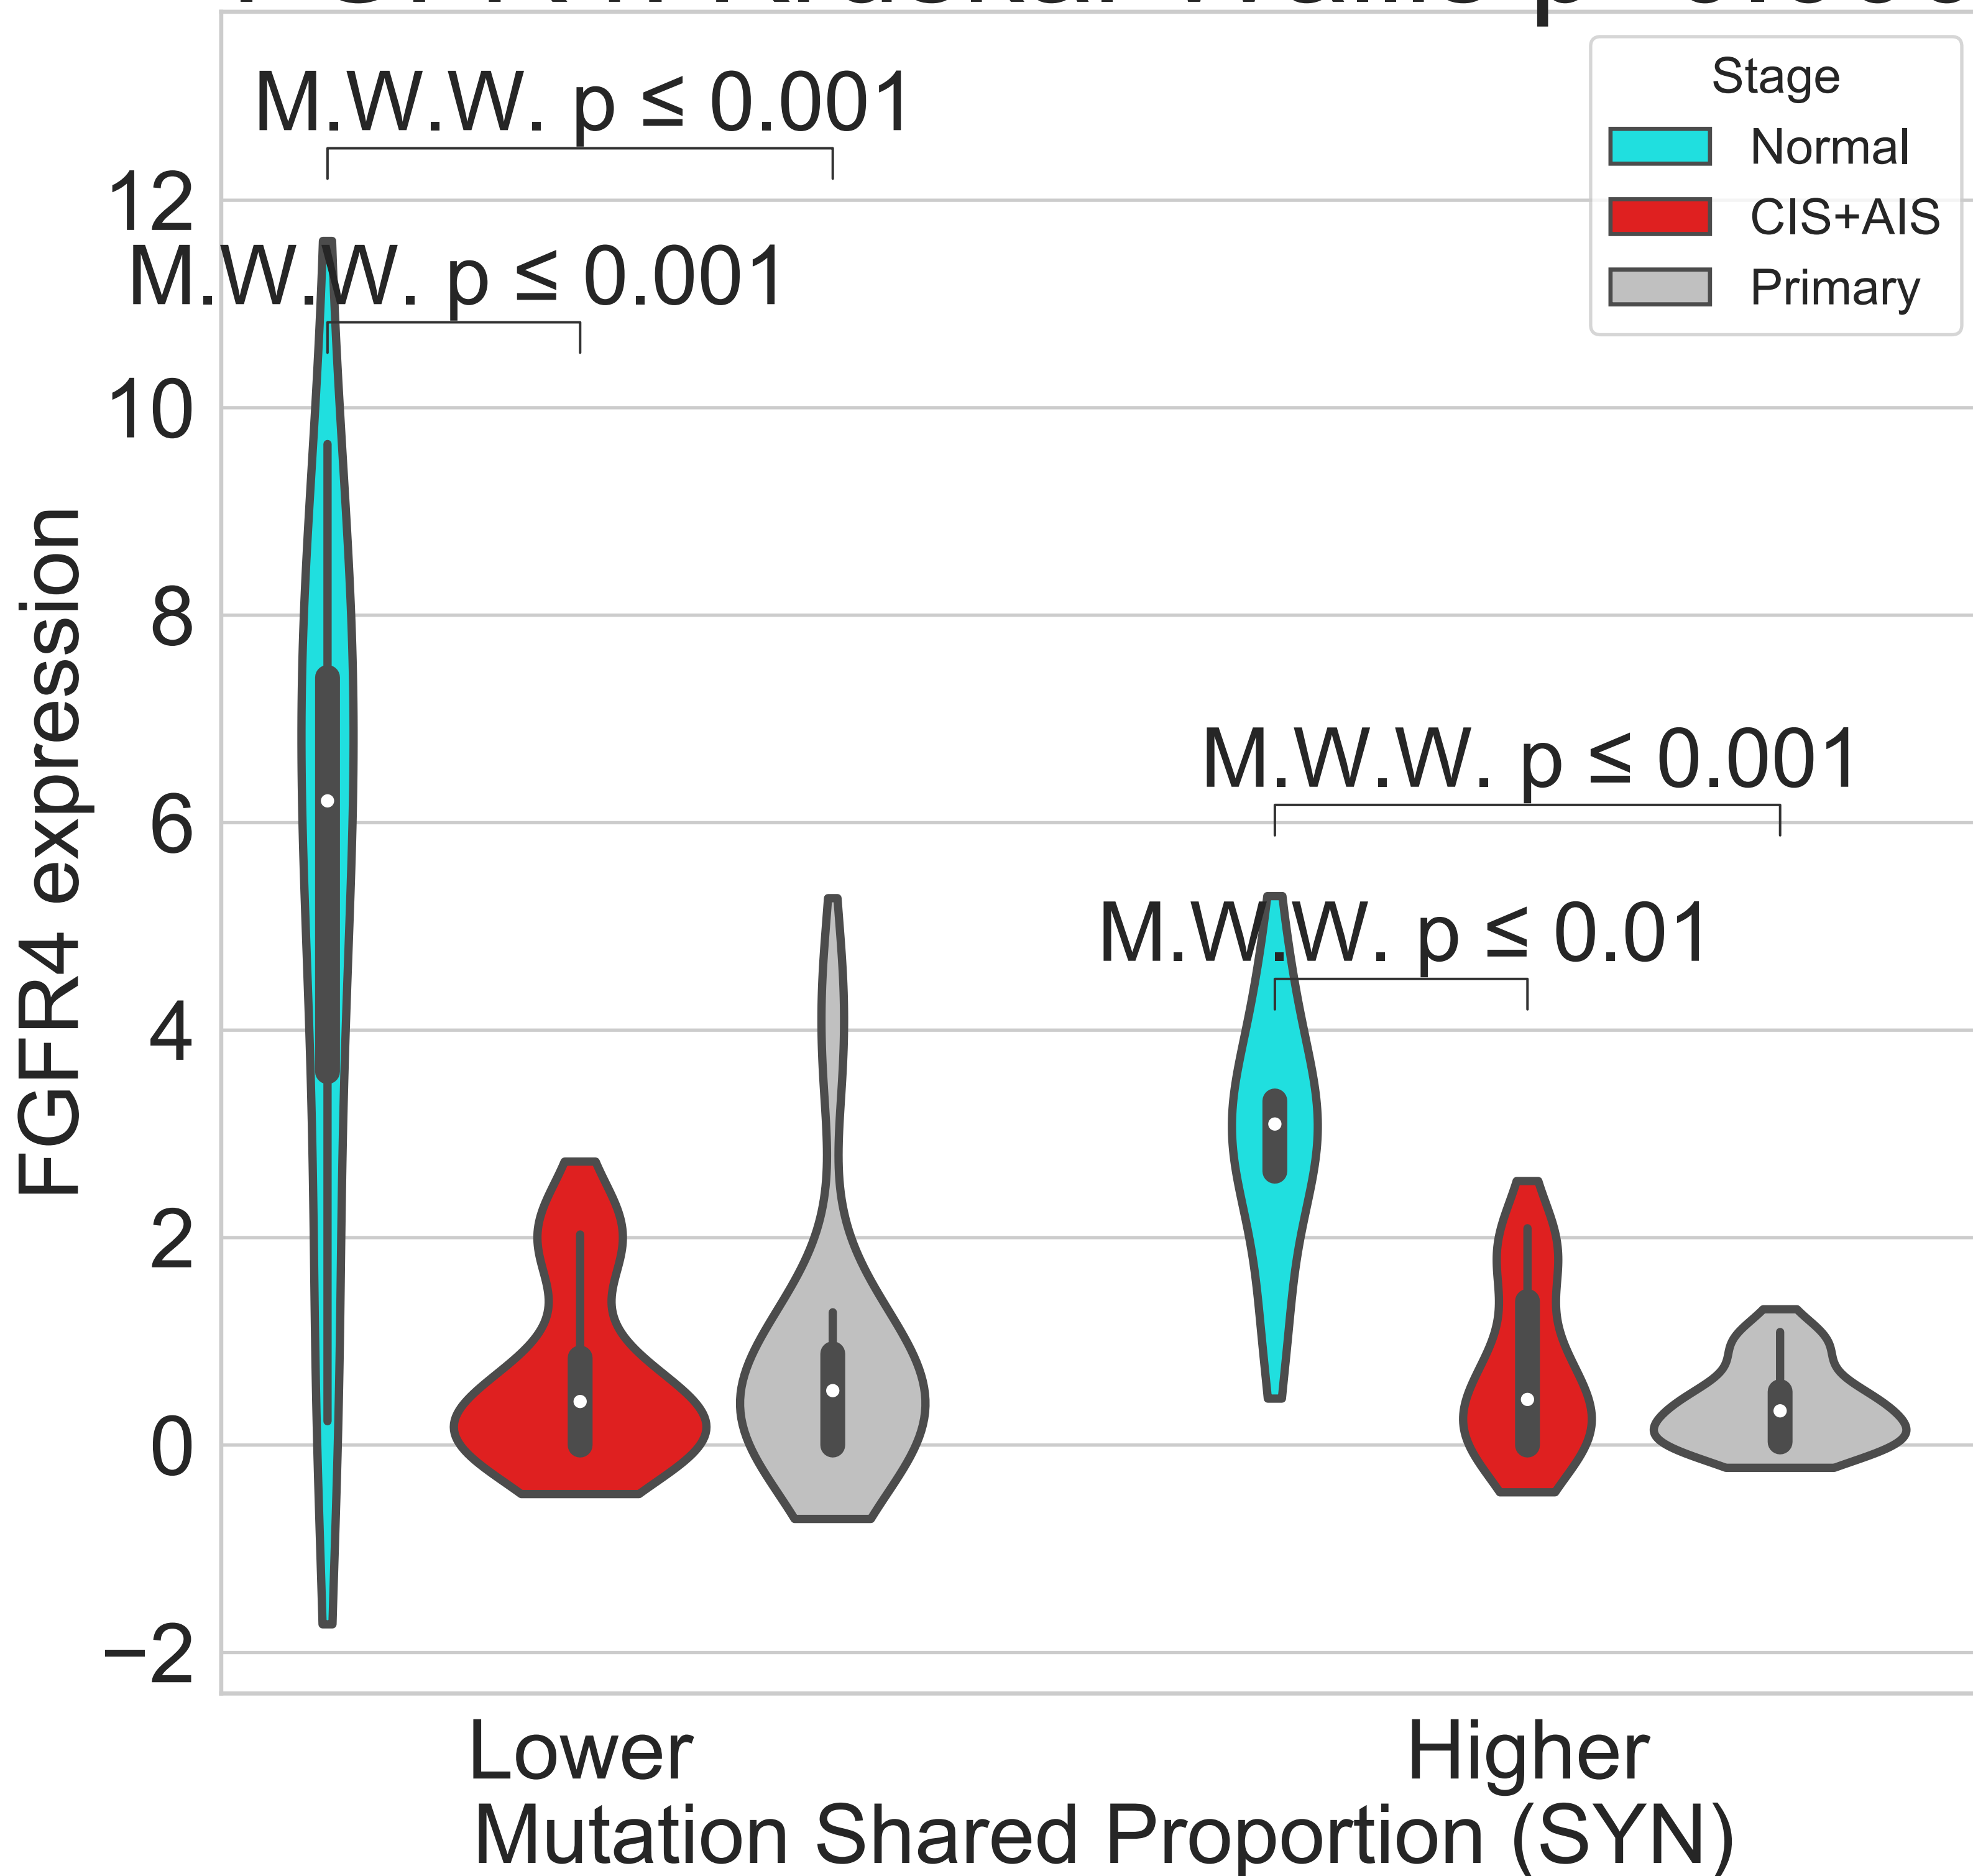 M.W.W. p ≤ 0.001
Stage
Normal
CIS+AIS
Primary
12
M.W.W. p ≤ 0.001
10
8
M.W.W. p ≤ 0.001
6
M.W.W. p ≤ 0.01
4
2
0
−2
FGFR4 expression
Lower
Higher
Mutation Shared Proportion (SYN)